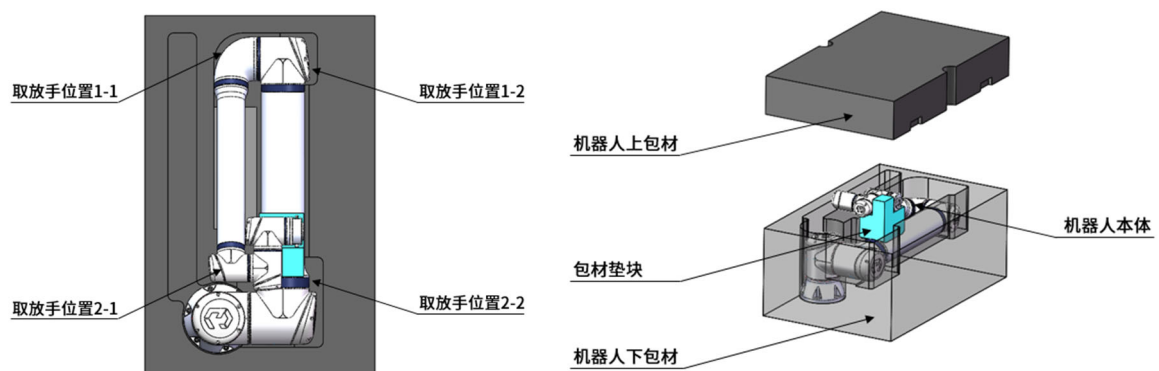 取放手位置1-1
取放手位置1-2
取放手位置2-1
取放手位置2-2
机器人上包材
机器人本体
包材垫块
机器人下包材